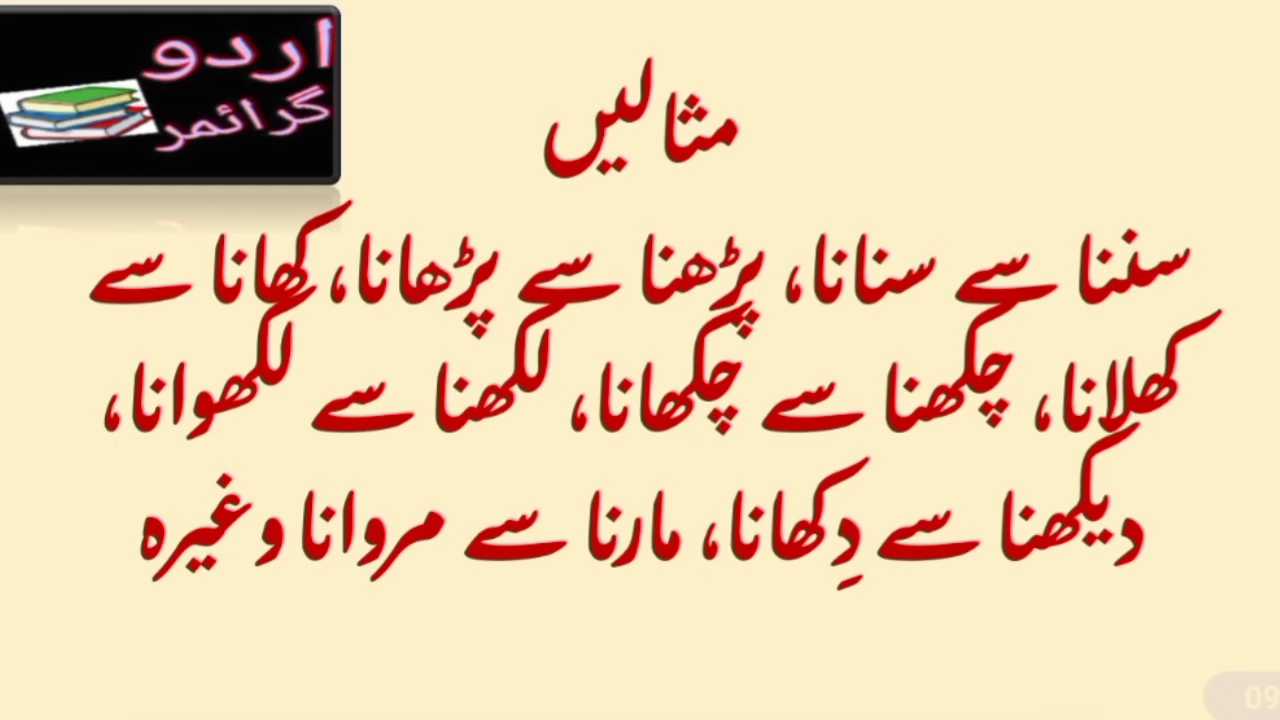 اردو
گرائمر
مثالیں
سننا سے سنانا، پڑھنا سے پڑھانا، کھانا سے
کھلانا، چکھنا سے چکھانا، لکھنا سے لکھوانا،
دیکھنا سے دِکھانا، مارنا سے مروانا وغیرہ
09